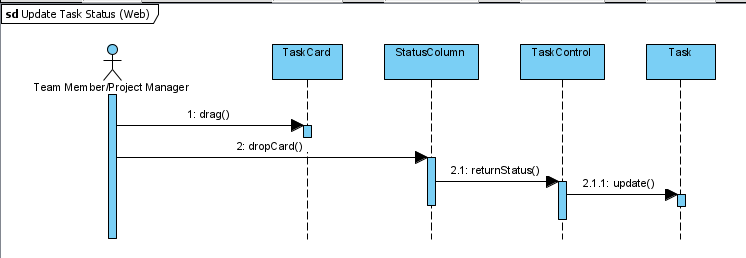 sd Update Task Status (Web)
TaskCard
StatusColumn
TaskControl
Task
Team Member/Project Manager
1: drag()
2: dropCard()
2.1: returnStatus()
2.1.1: update()